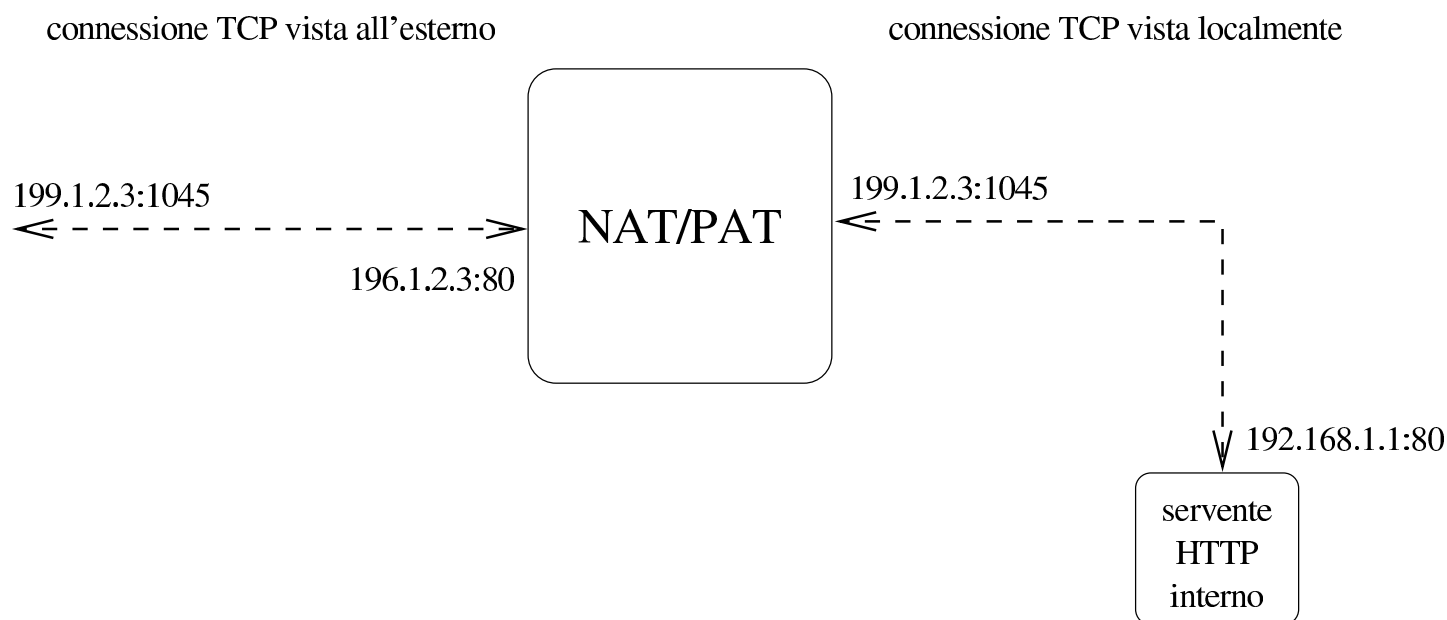 connessione TCP vista all'esterno
connessione TCP vista localmente
199.1.2.3:1045
196.1.2.3:80
NAT/PAT
199.1.2.3:1045
192.168.1.1:80
servente
HTTP
interno